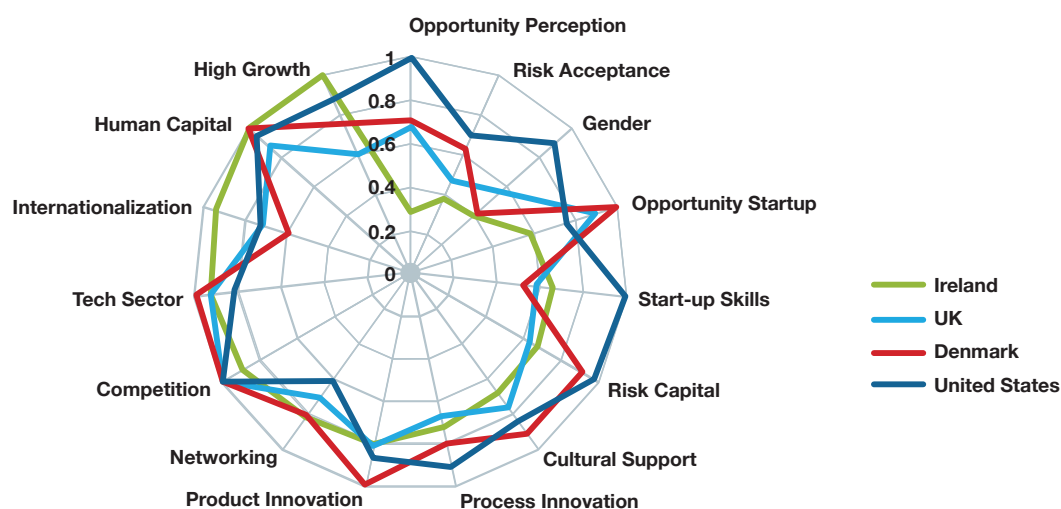 Opportunity Perception
Risk Acceptance
Gender
Opportunity Startup
Start-up Skills
Risk Capital
Cultural Support
Process Innovation
Product Innovation
Networking
Competition
Tech Sector
Internationalization
Human Capital
High Growth
1
0.8
0.6
0.4
0.2
0
Ireland
UK
Denmark
United States